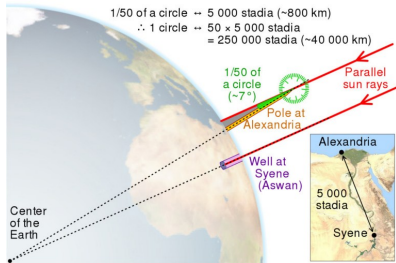 1/50 of a circle ↔ 5 000 stadia (~800 km)
∴ 1 circle ↔ 50 x 5 000 stadia
= 250 000 stadia (~40 000 km)
1/50 of
a circle
(~7°)
Parallel
sun rays
Pole at
Alexandria
Well at
Syene
(Aswan)
Center
of the
Earth
Alexandria
5 000
stadia
Syene